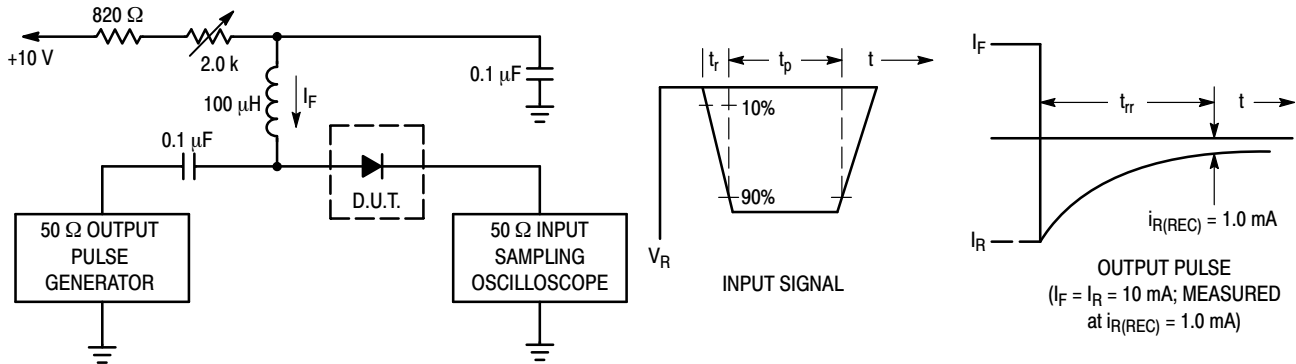 820 Ω
+10 V
2.0 k
100 μH
I_F
0.1 μF
0.1 μF
D.U.T.
50 Ω OUTPUT
PULSE
GENERATOR
50 Ω INPUT
SAMPLING
OSCILLOSCOPE
t_r
t_p
t
10%
90%
V_R
INPUT SIGNAL
I_F
t_rr
t
I_R
i_R(REC) = 1.0 mA
OUTPUT PULSE
(I_F = I_R = 10 mA; MEASURED
at i_R(REC) = 1.0 mA)